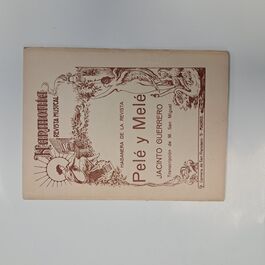 Harmonía
REVISTA MUSICAL
HABANERA DE LA REVISTA
Pelé y Melé
JACINTO GUERRERO
Transcripción de M. San Miguel